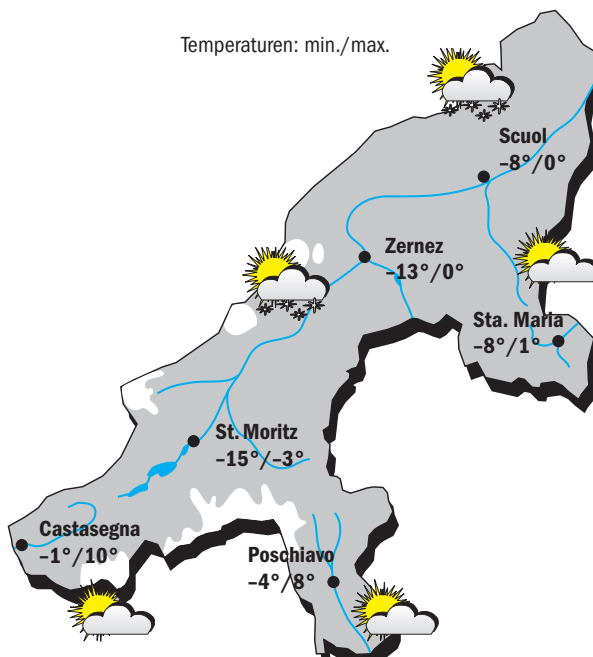 Temperaturen: min./max.
Scuol
–8°/0°
Zernez
–13°/0°
Sta. Maria
–8°/1°
St. Moritz
–15°/–3°
Castasegna
–1°/10°
Poschiavo
–4°/8°